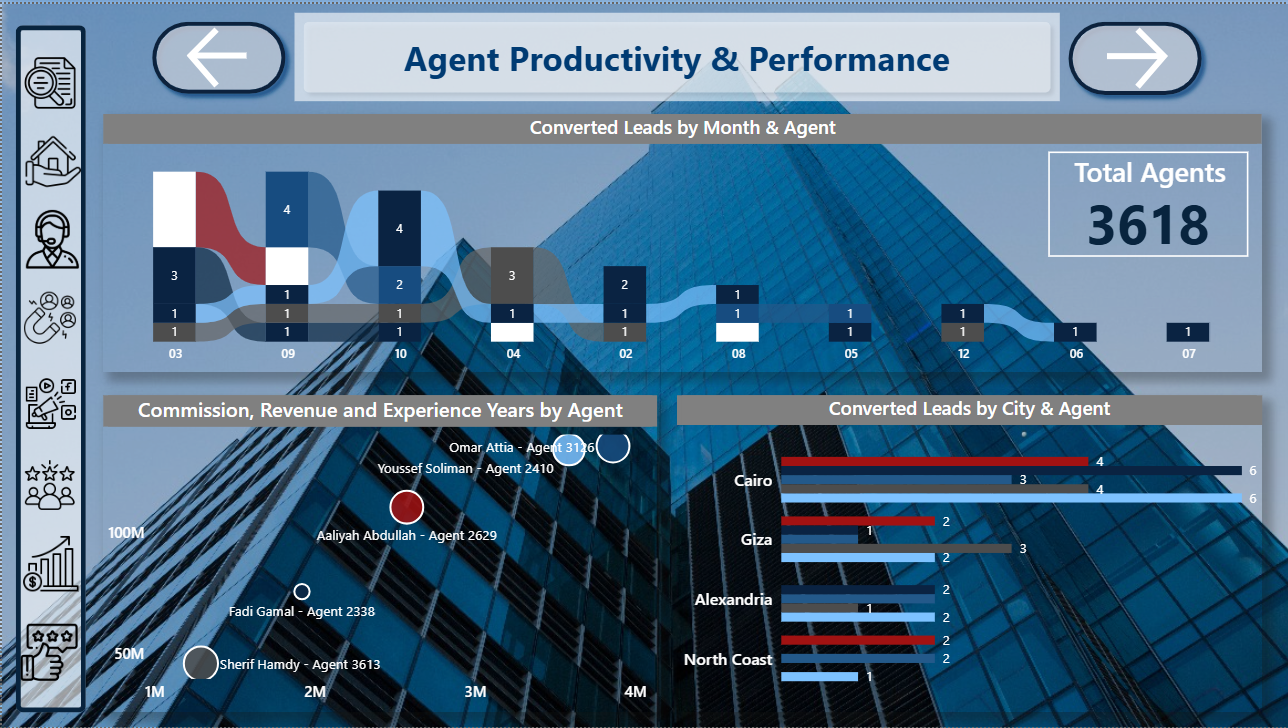 Agent Productivity & Performance
Converted Leads by Month & Agent
Total Agents
3618
3
1
1
03
4
1
1
1
09
4
2
1
1
10
3
1
04
2
1
1
02
1
1
08
1
1
05
1
1
12
1
06
1
07
Commission, Revenue and Experience Years by Agent
100M
50M
Omar Attia - Agent 3126
Youssef Soliman - Agent 2410
Aaliyah Abdullah - Agent 2629
Fadi Gamal - Agent 2338
Sherif Hamdy - Agent 3613
1M 2M 3M 4M
Converted Leads by City & Agent
Cairo
4
6
3
4
6
Giza
2
1
3
2
Alexandria
2
1
2
North Coast
2
2
1